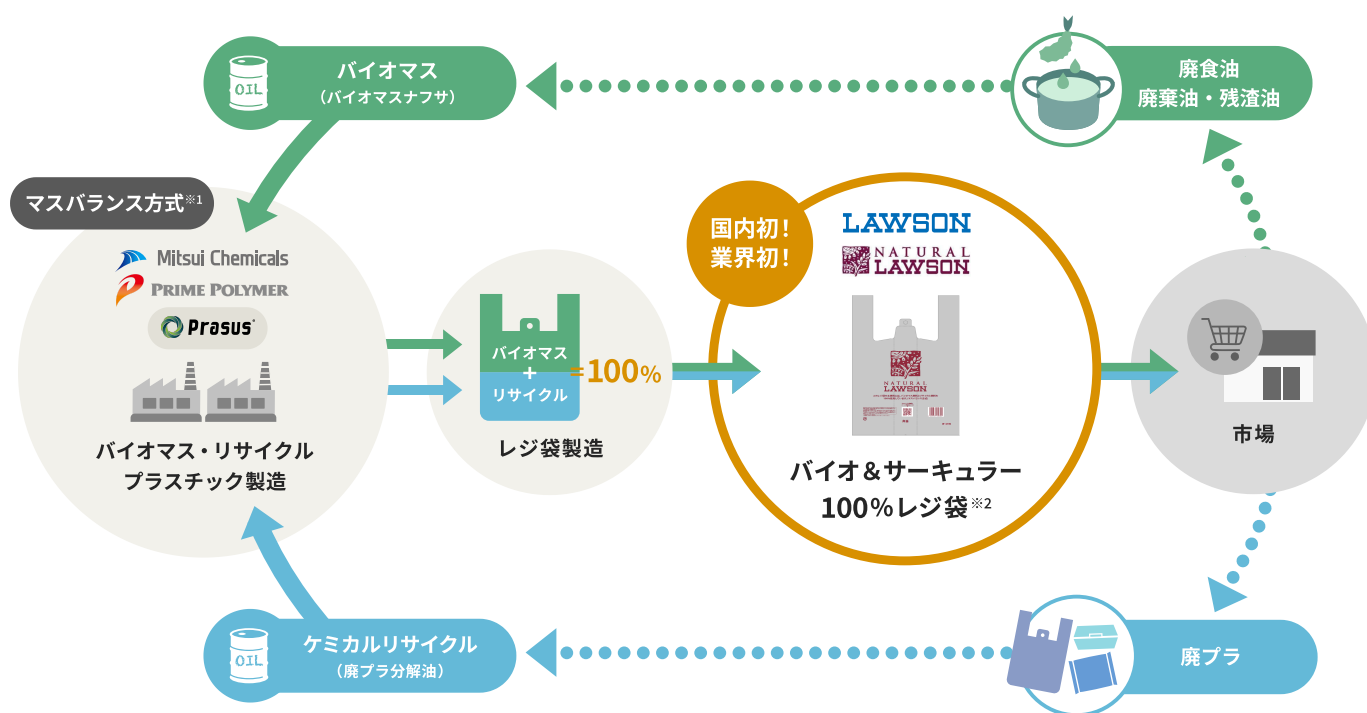 バイオマス
（バイオマスナフサ）
OIL
廃食油
廃棄油・残渣油
マスバランス方式※1
Mitsui Chemicals
PRIME POLYMER
Prasus
バイオマス・リサイクル
プラスチック製造
バイオマス
+
リサイクル
=100%
レジ袋製造
国内初！
業界初！
LAWSON
NATURAL
LAWSON
NATURAL
LAWSON
バイオ＆サーキュラー
100％レジ袋※2
市場
OIL
ケミカルリサイクル
（廃プラ分解油）
廃プラ